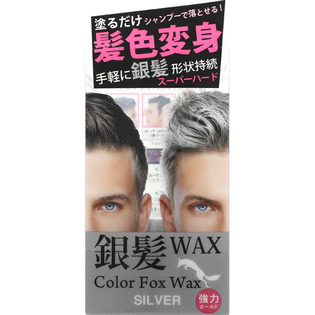 塗るだけシャンプーで落とせる!
髪色変身
手軽に銀髪形状持続
スーパーハード
銀髪WAX
Color Fox Wax
SILVER
強力
ホールド